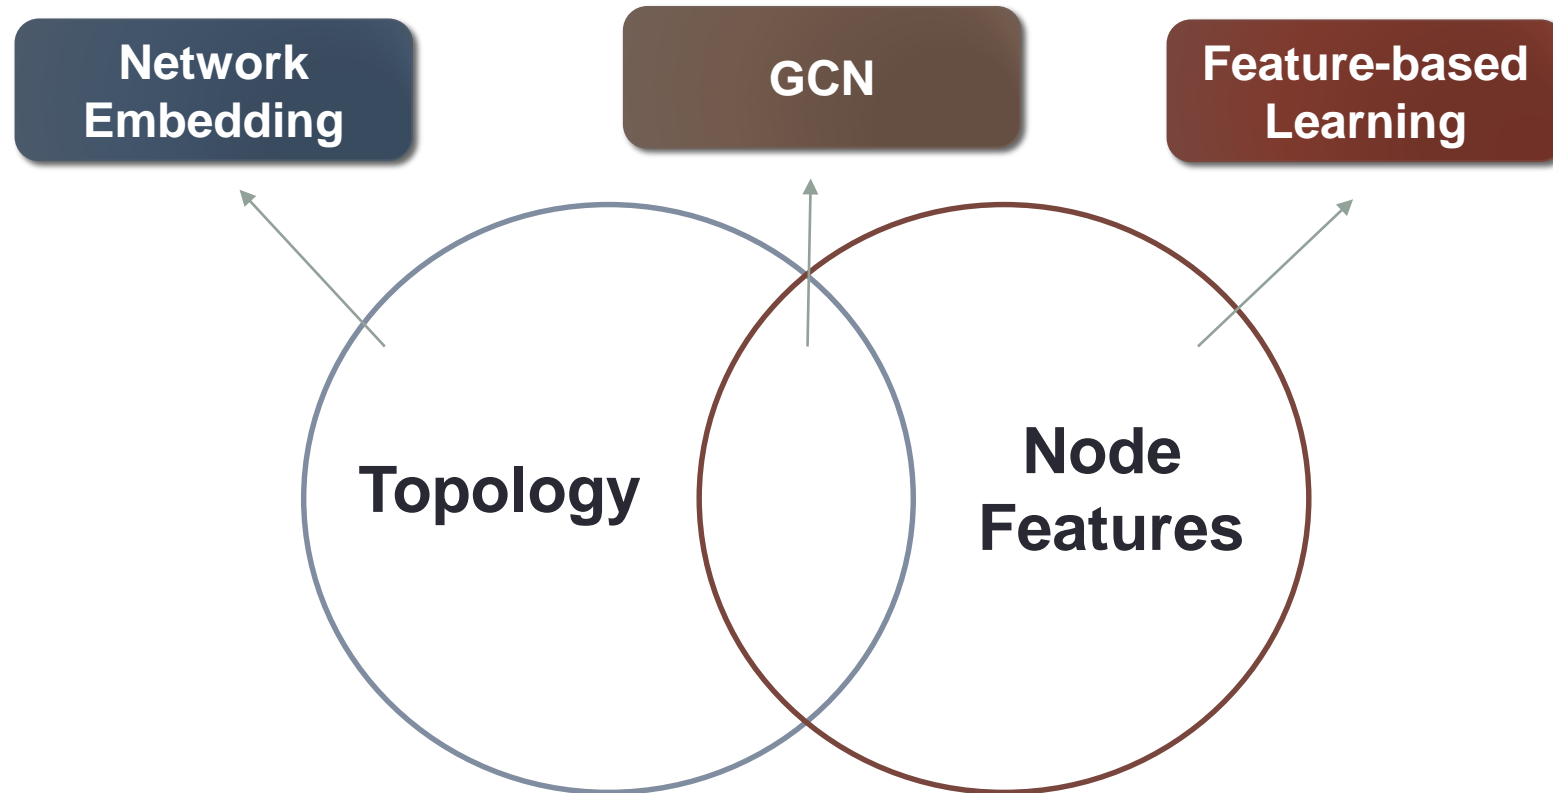 Network
Embedding
GCN
Feature-based
Learning
Topology
Node
Features